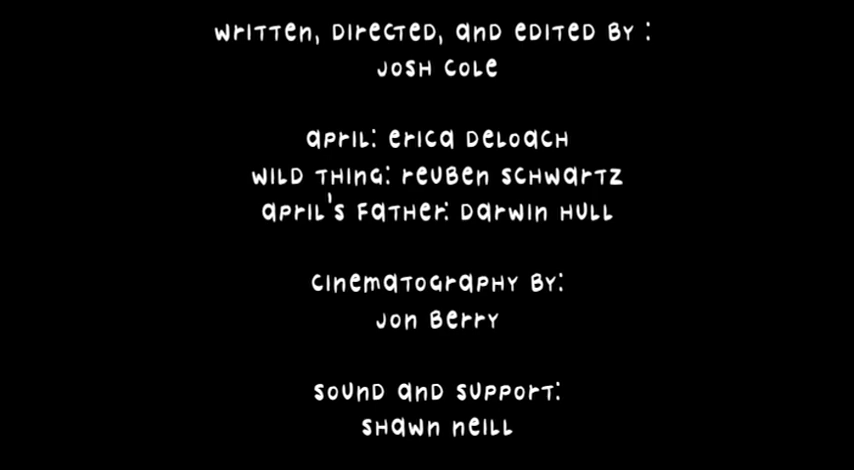 Written, Directed, and Edited By :
Josh Cole
April: Erica DeLoach
Wild Thing: Reuben Schwartz
April's Father: Darwin Hull
Cinematography By:
Jon Berry
Sound and Support:
Shawn Neill